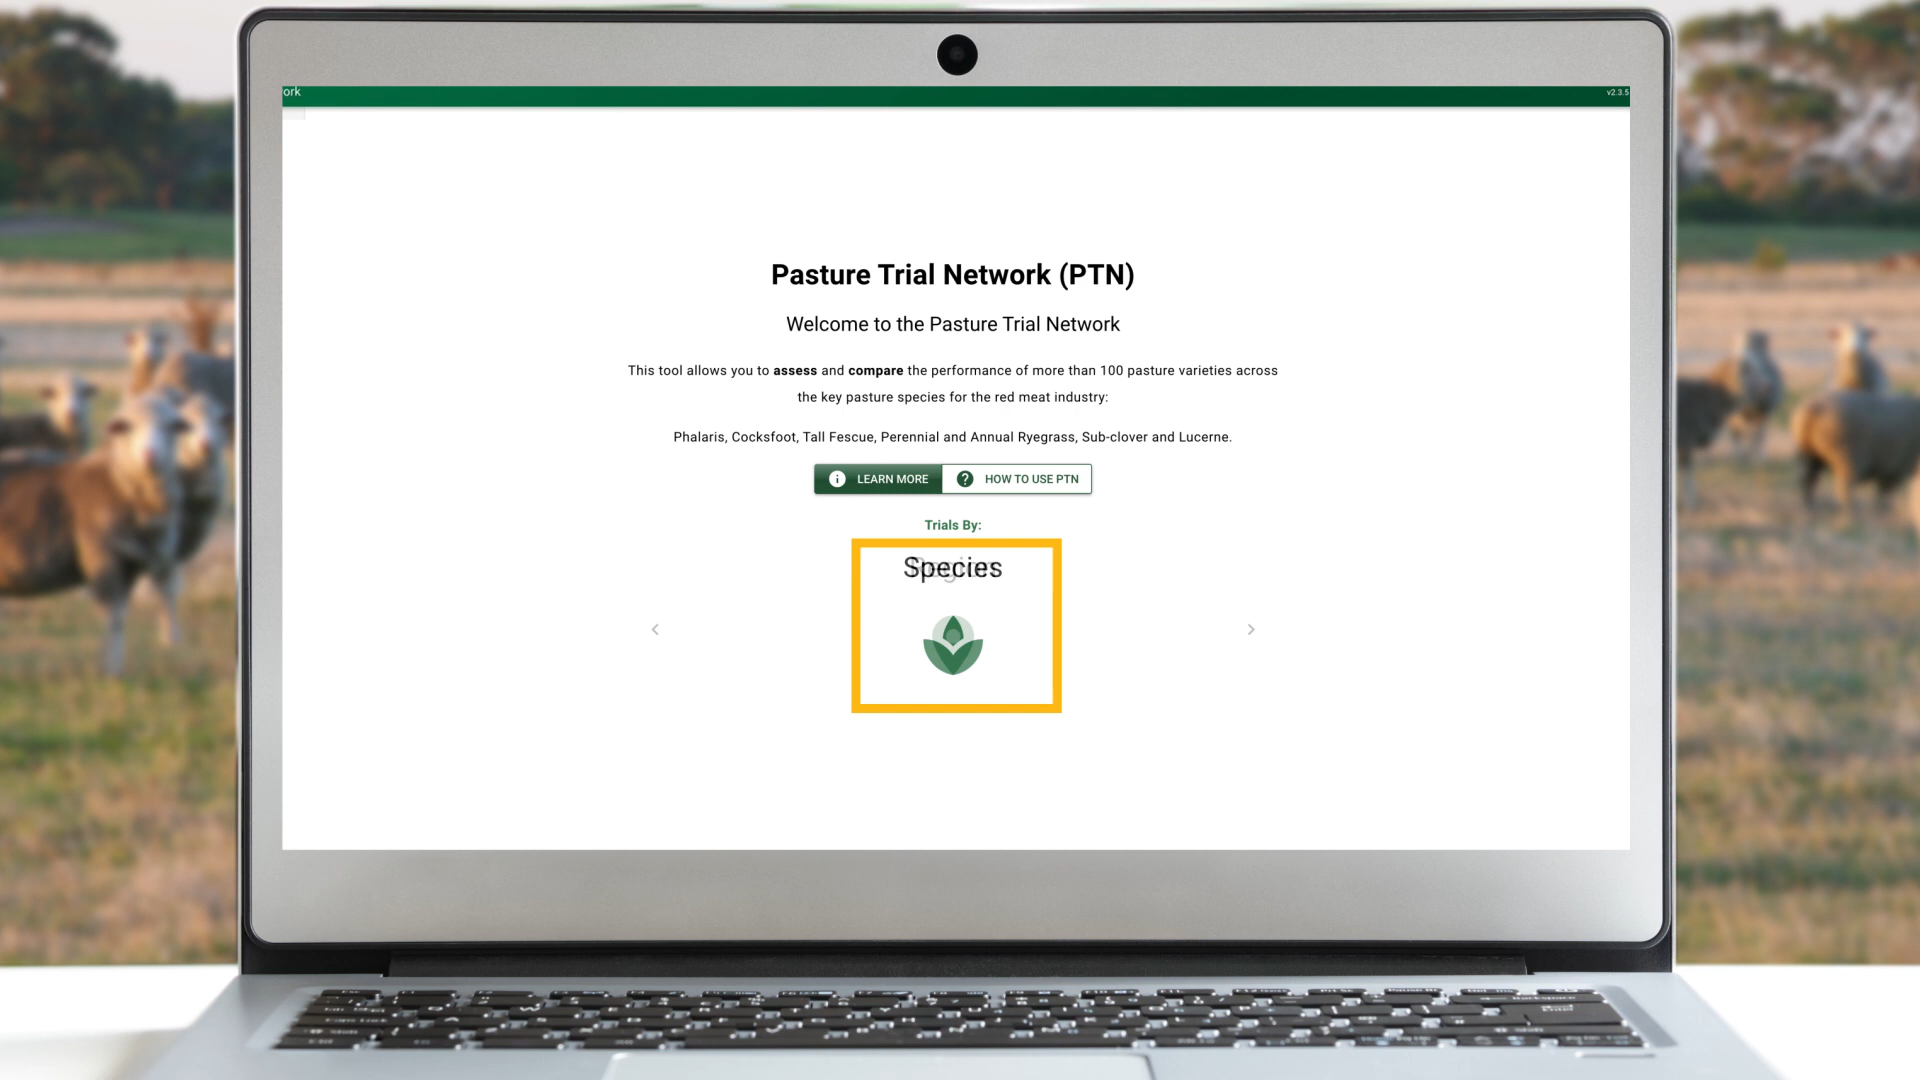 ork
v2.3.5
Pasture Trial Network (PTN)
Welcome to the Pasture Trial Network
This tool allows you to assess and compare the performance of more than 100 pasture varieties across
the key pasture species for the red meat industry:
Phalaris, Cocksfoot, Tall Fescue, Perennial and Annual Ryegrass, Sub-clover and Lucerne.
LEARN MORE
HOW TO USE PTN
Trials By:
Species